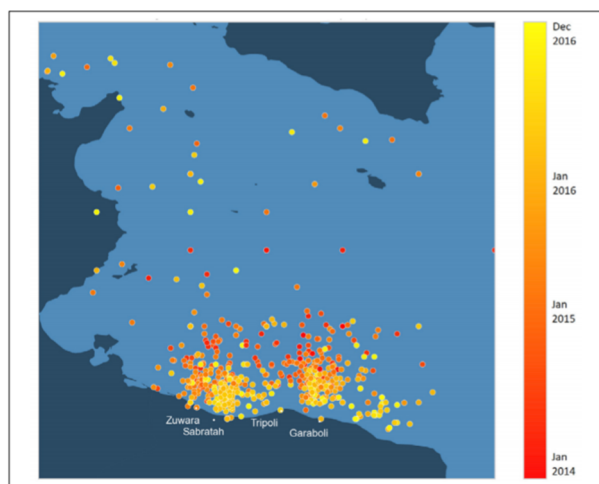 Dec
2016
Jan
2016
Jan
2015
Zuwara
Tripoli
Sabratah
Garaboli
Jan
2014